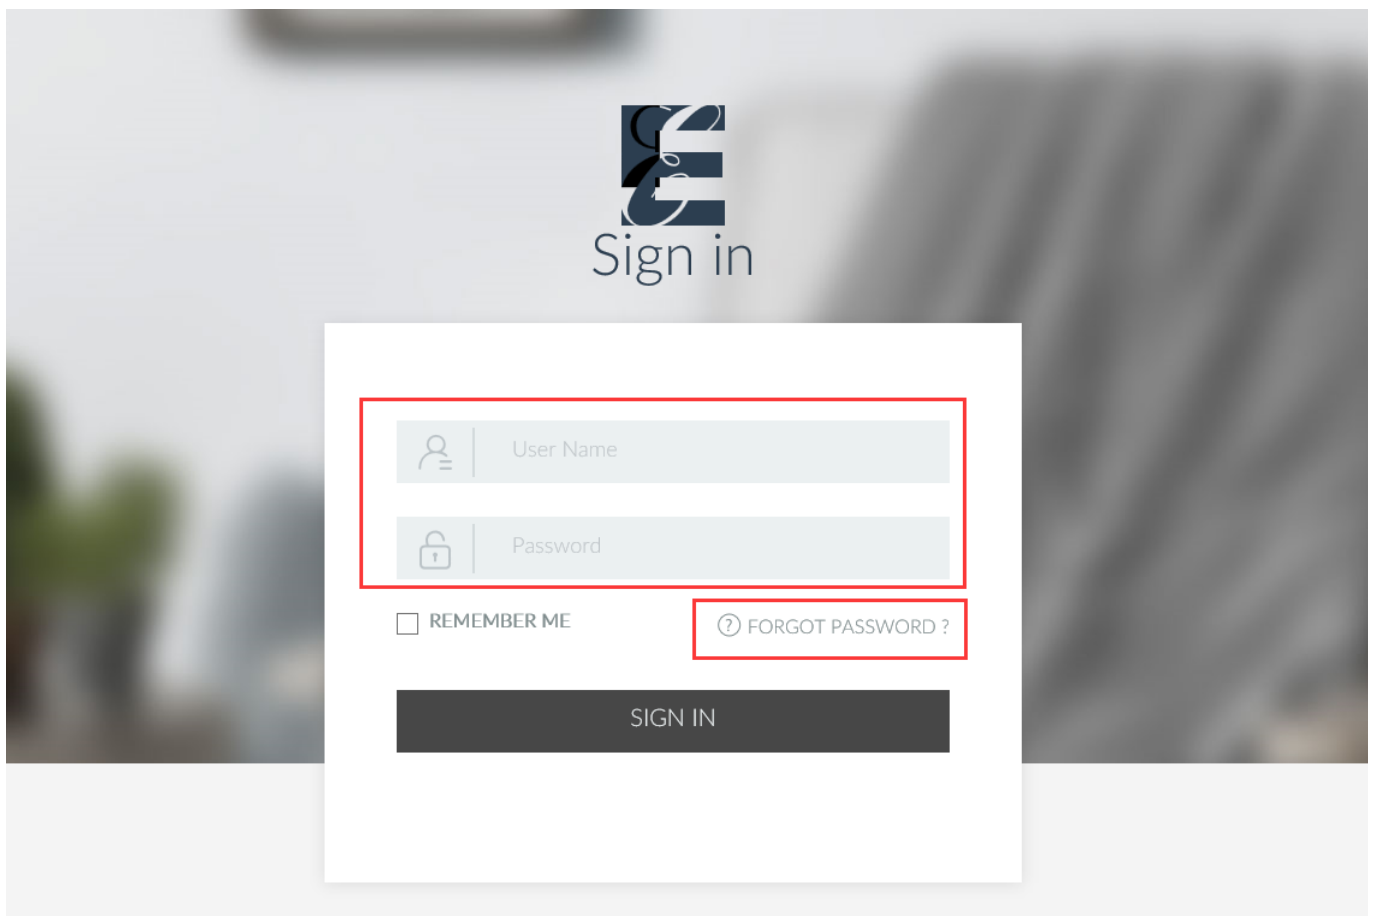 Sign in
User Name
Password
REMEMBER ME
? FORGOT PASSWORD ?
SIGN IN